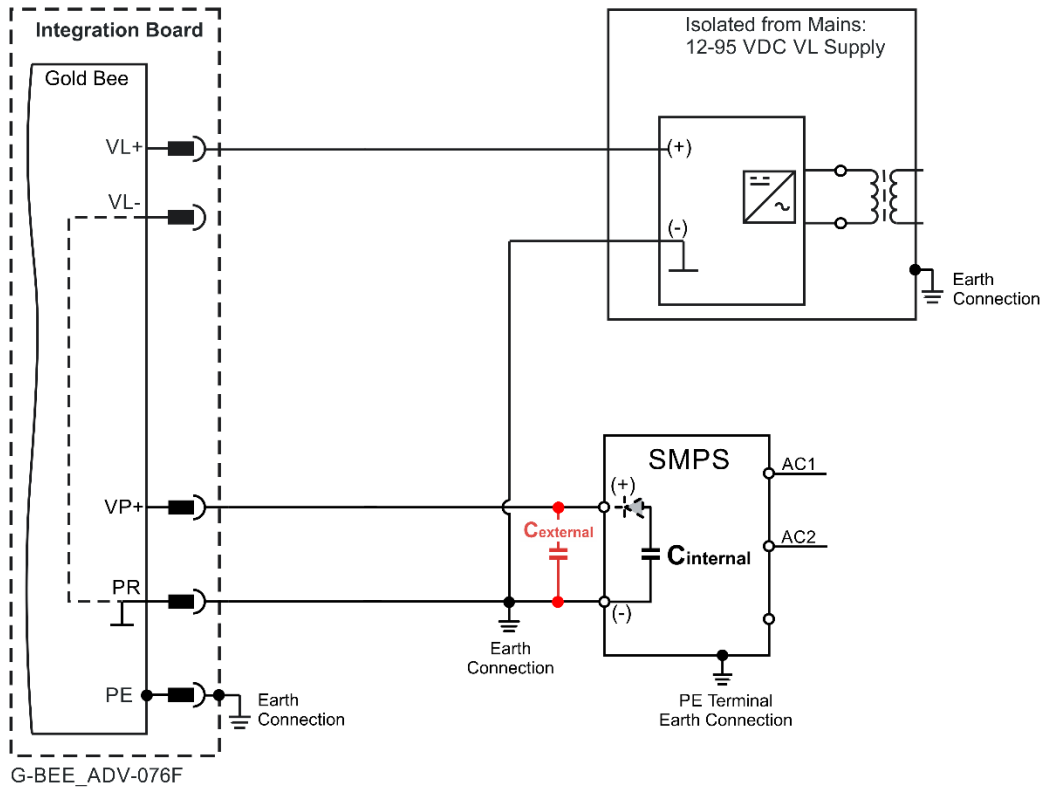 Integration Board
Gold Bee
VL+
VL-
VP+
PR
PE
Earth
Connection
G-BEE_ADV-076F
Isolated from Mains:
12-95 VDC VL Supply
(+)
(-)
Earth
Connection
SMPS
(+)
Cexternal
Cinternal
(-)
AC1
AC2
Earth
Connection
PE Terminal
Earth Connection